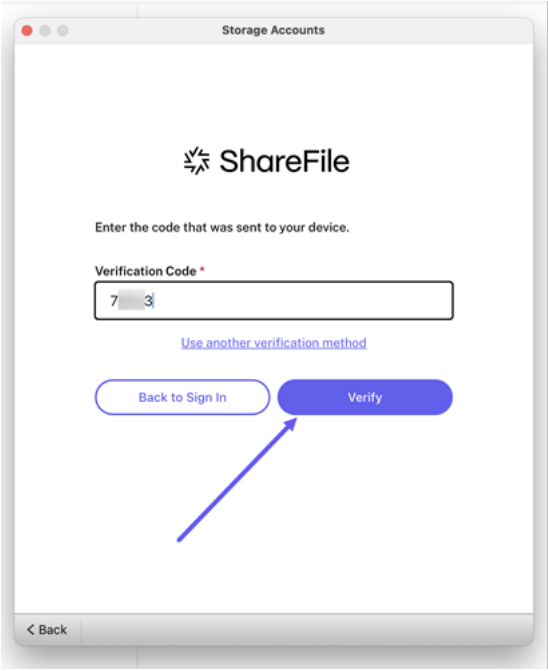 Storage Accounts
ShareFile
Enter the code that was sent to your device.
Verification Code *
7 3
Use another verification method
Back to Sign In
Verify
< Back